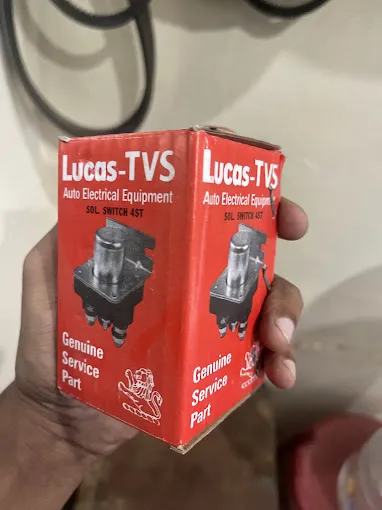 Lucas-TVS
Auto Electrical Equipment
SOL. SWITCH 4ST
Genuine
Service
Part
Lucas-TVS
Auto Electrical Equipment
SOL. SWITCH 4ST
Genuine
Service
Part